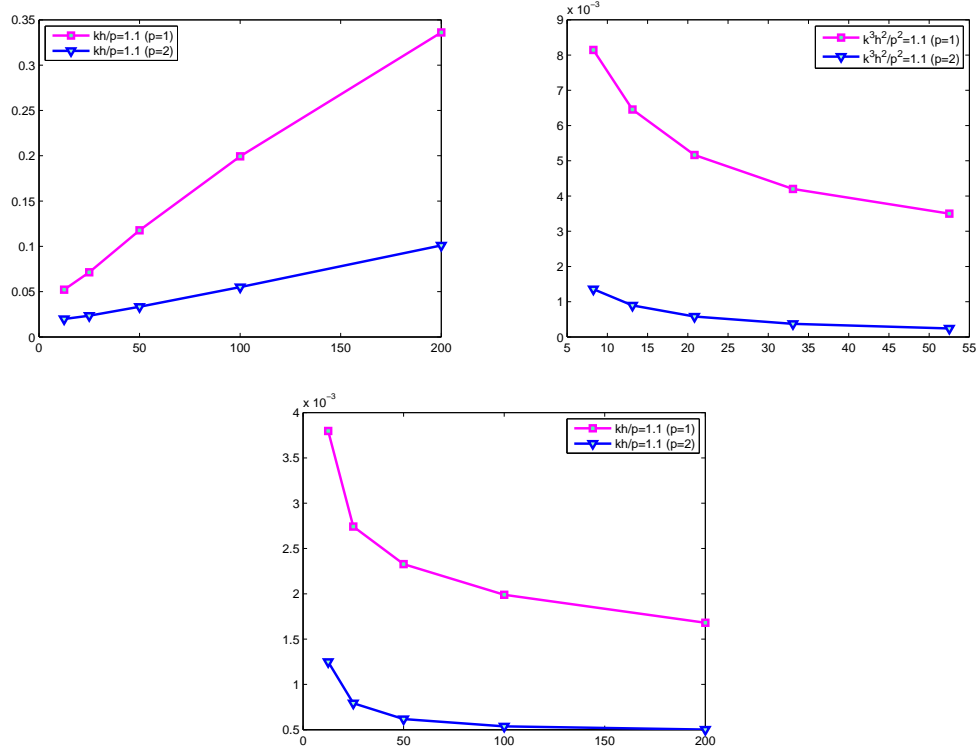 0.35
0.3
0.25
0.2
0.15
0.1
0.05
0
0 50 100 150 200
kh/p=1.1 (p=1)
kh/p=1.1 (p=2)
x 10⁻³
9
8
7
6
5
4
3
2
1
0
5 10 15 20 25 30 35 40 45 50 55
k³h²/p²=1.1 (p=1)
k³h²/p²=1.1 (p=2)
x 10⁻³
4
3.5
3
2.5
2
1.5
1
0.5
0 50 100 150 200
kh/p=1.1 (p=1)
kh/p=1.1 (p=2)